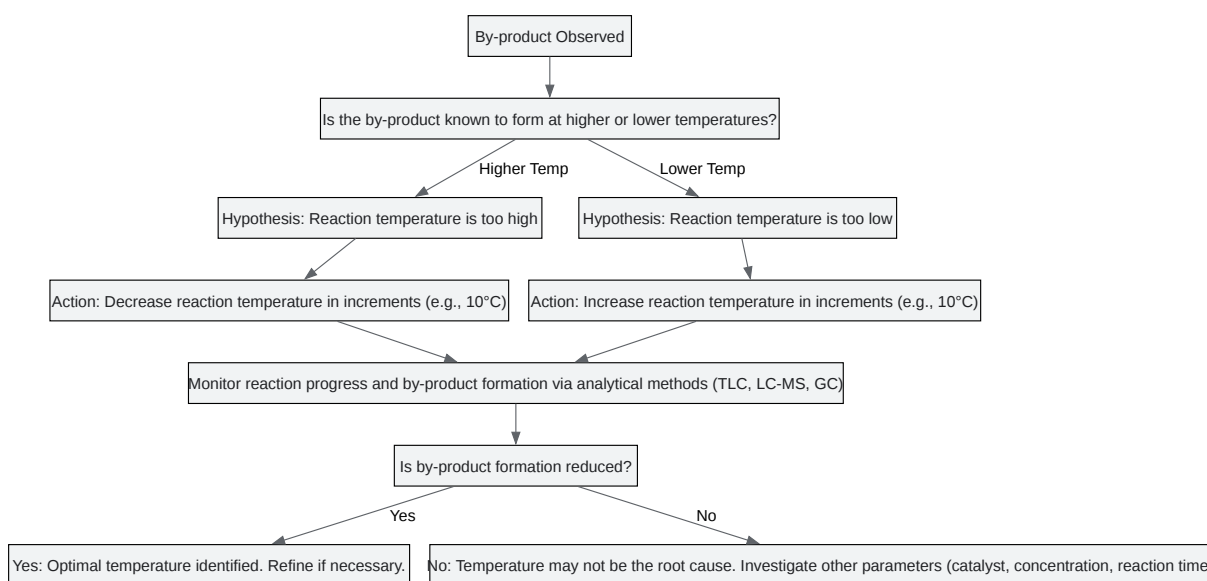 By-product Observed
Is the by-product known to form at higher or lower temperatures?
Higher Temp
Lower Temp
Hypothesis: Reaction temperature is too high
Hypothesis: Reaction temperature is too low
Action: Decrease reaction temperature in increments (e.g., 10°C)
Action: Increase reaction temperature in increments (e.g., 10°C)
Monitor reaction progress and by-product formation via analytical methods (TLC, LC-MS, GC)
Is by-product formation reduced?
Yes
No
Yes: Optimal temperature identified. Refine if necessary.
No: Temperature may not be the root cause. Investigate other parameters (catalyst, concentration, reaction time